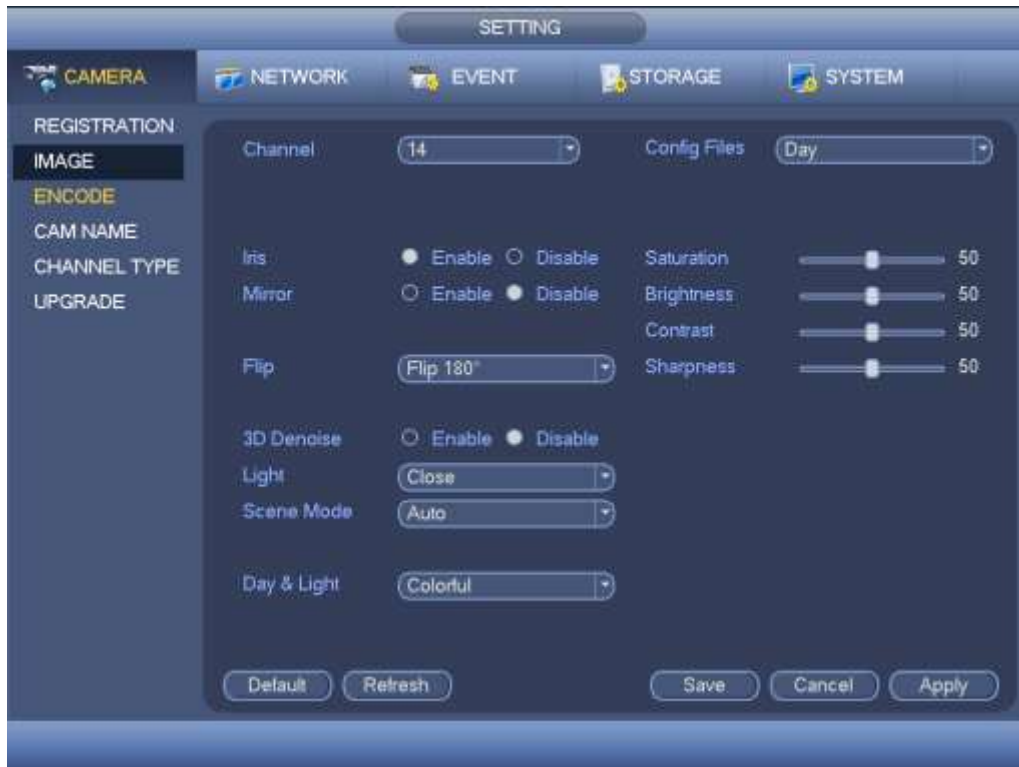 SETTING
CAMERA NETWORK EVENT STORAGE SYSTEM
REGISTRATION
IMAGE
ENCODE
CAM NAME
CHANNEL TYPE
UPGRADE
Channel 14 Config Files Day
Iris Enable Disable Saturation 50
Mirror Enable Disable Brightness 50
Contrast 50
Flip Flip 180° Sharpness 50
3D Denoise Enable Disable
Light Close
Scene Mode Auto
Day & Light Colorful
Default Refresh Save Cancel Apply